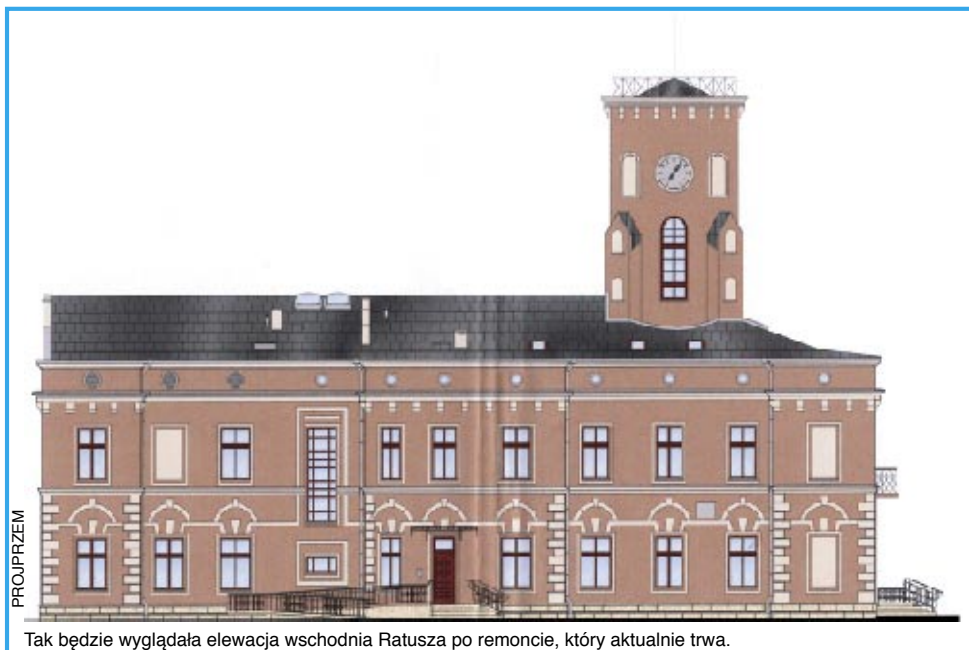 PROJPRZEM
Tak będzie wyglądała elewacja wschodnia Ratusza po remoncie, który aktualnie trwa.